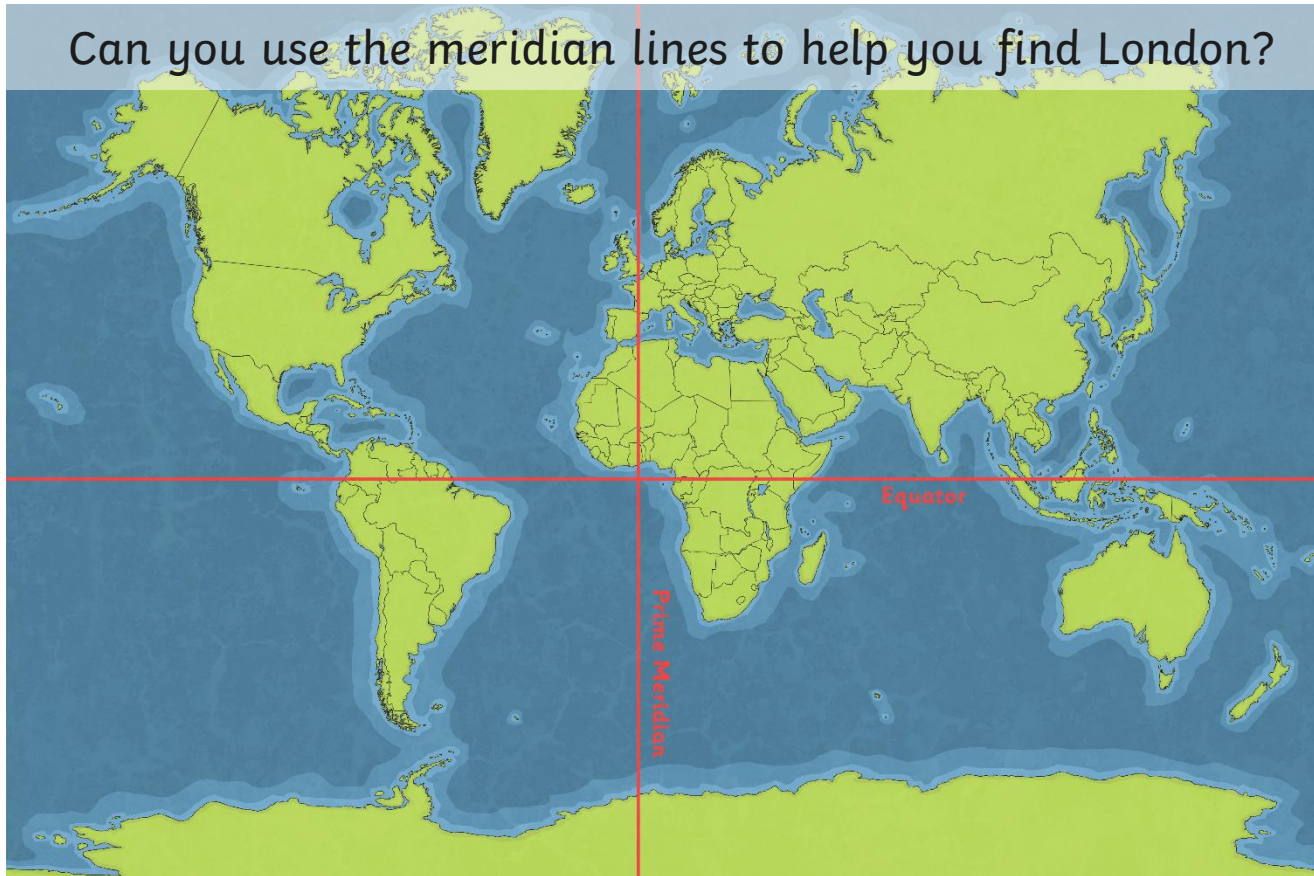 Can you use the meridian lines to help you find London?
Equator
Prime Meridian